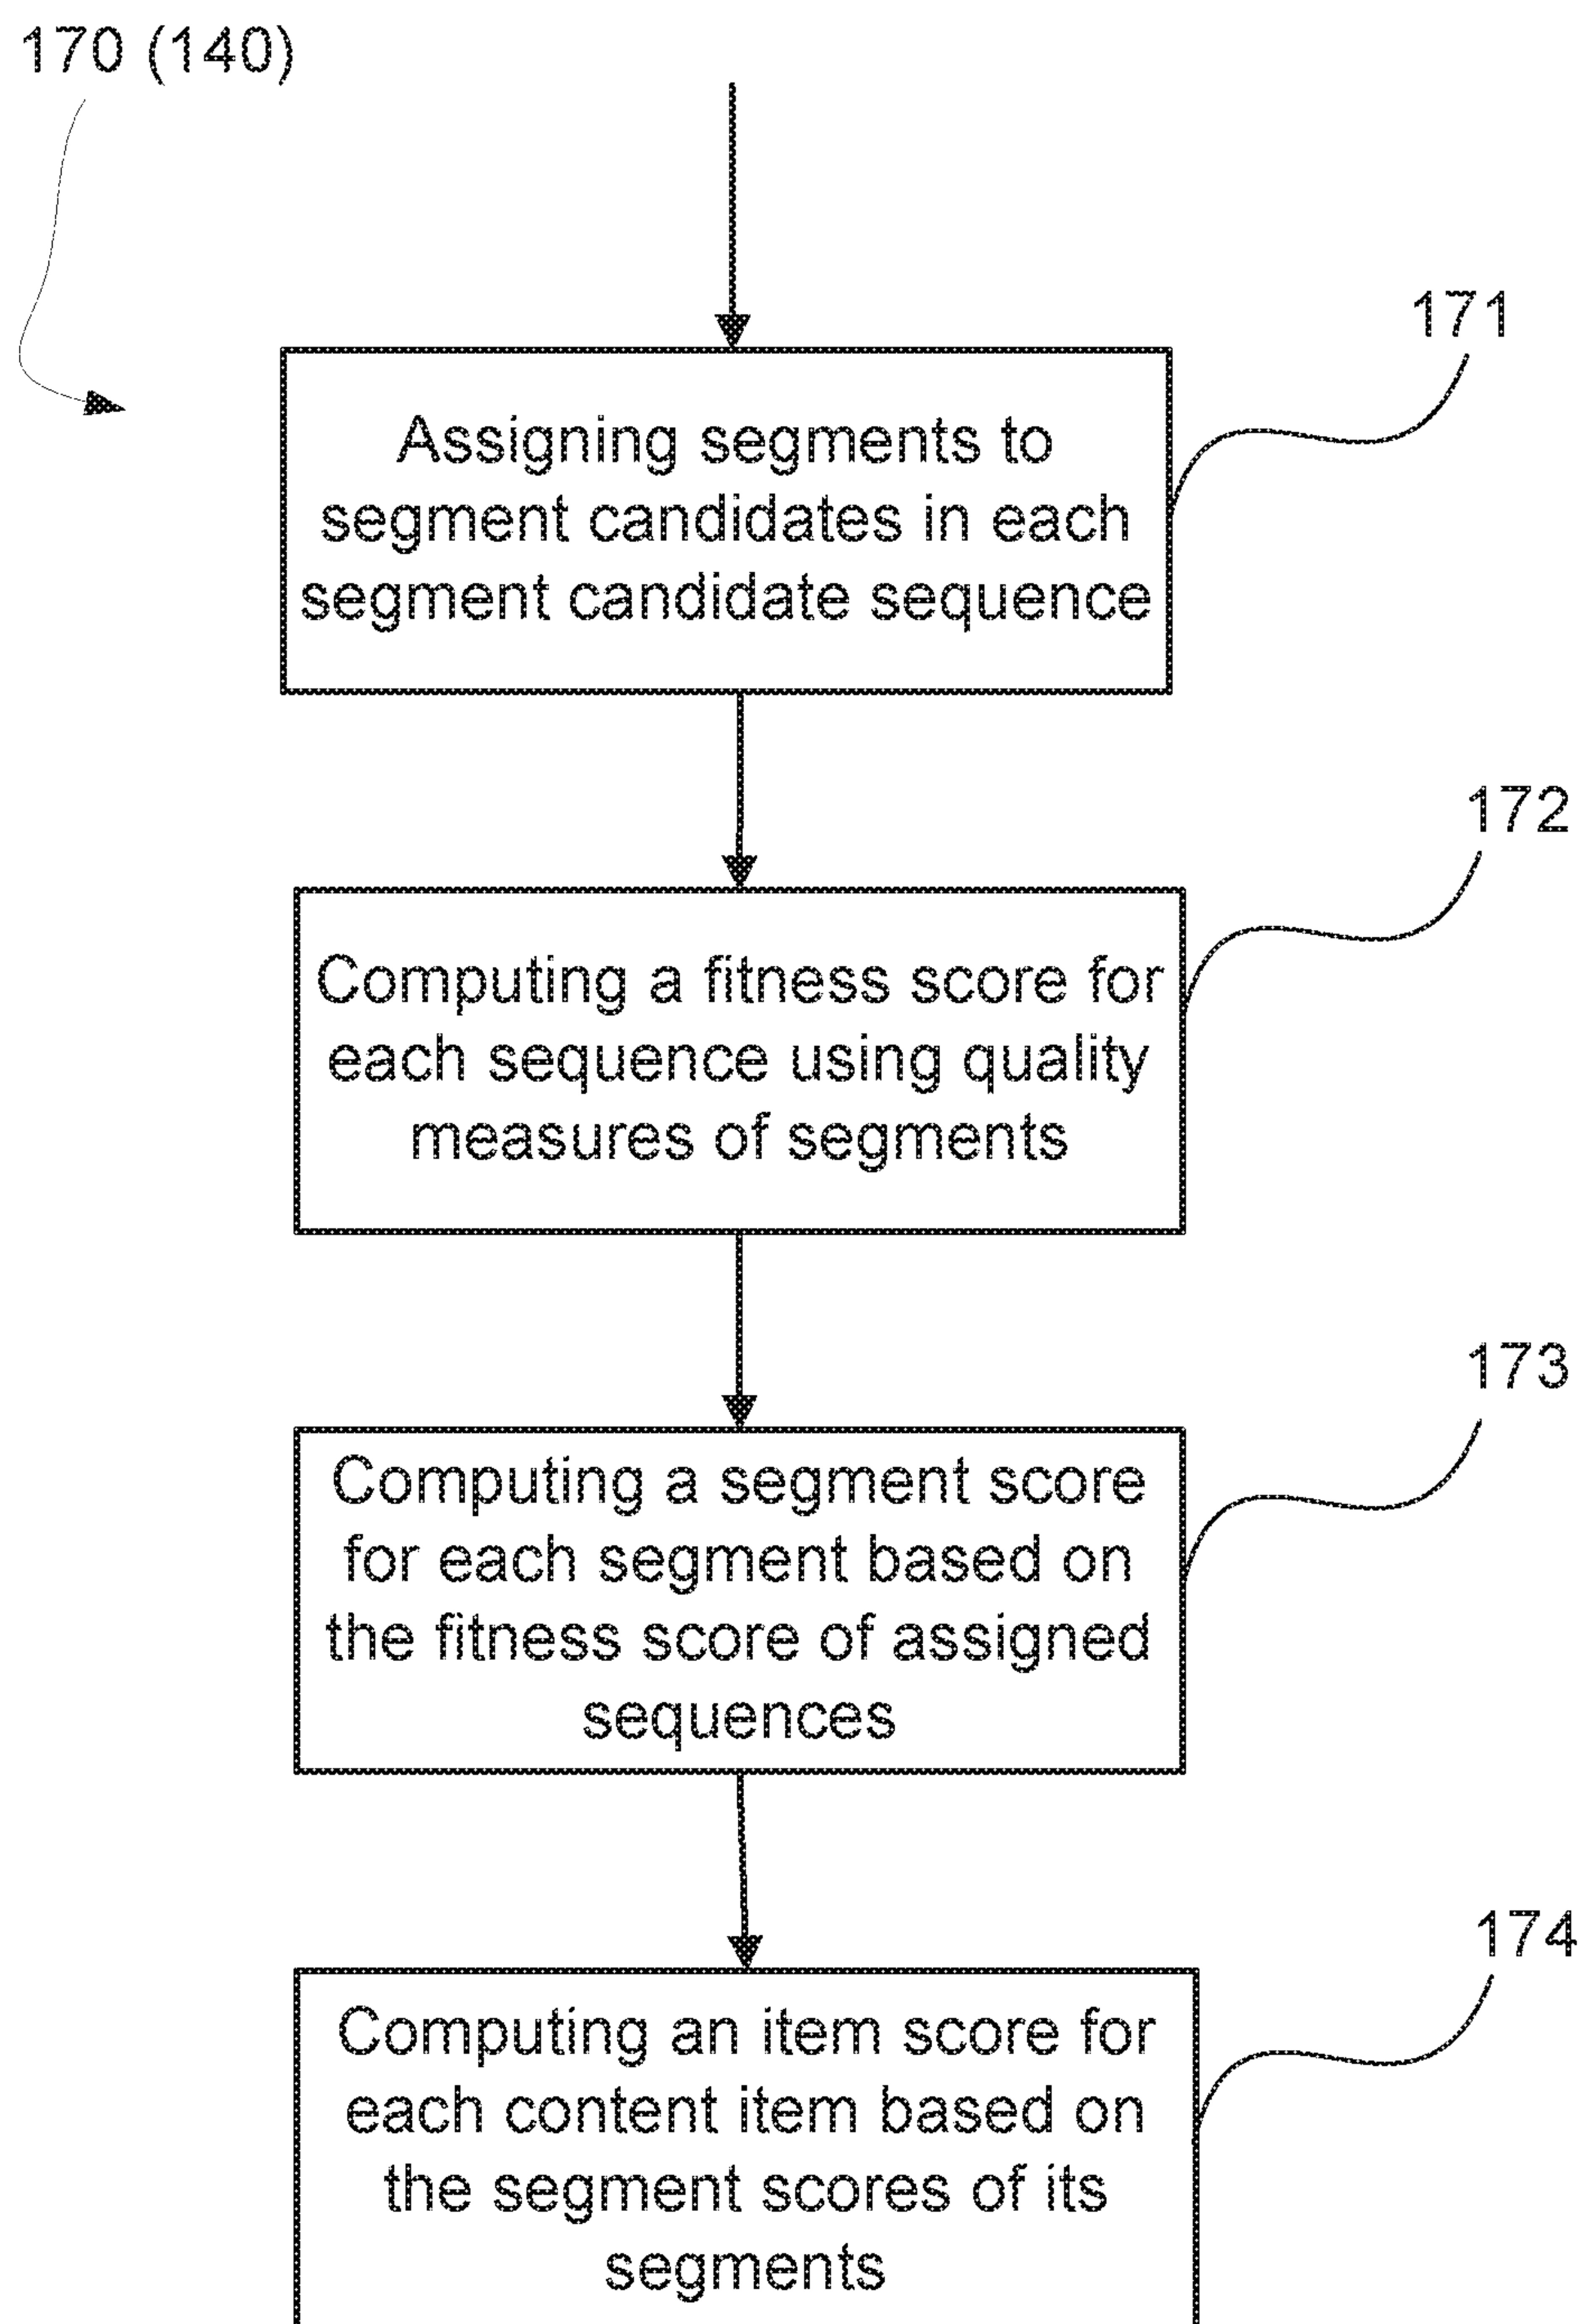 170 (140)
171
Assigning segments to
segment candidates in each
segment candidate sequence
172
Computing a fitness score for
each sequence using quality
measures of segments
173
Computing a segment score
for each segment based on
the fitness score of assigned
sequences
174
Computing an item score for
each content item based on
the segment scores of its
segments